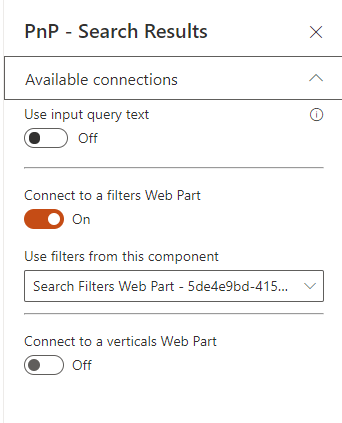 PnP - Search Results
Available connections
Use input query text
Off
Connect to a filters Web Part
On
Use filters from this component
Search Filters Web Part - 5de4e9bd-415...
Connect to a verticals Web Part
Off